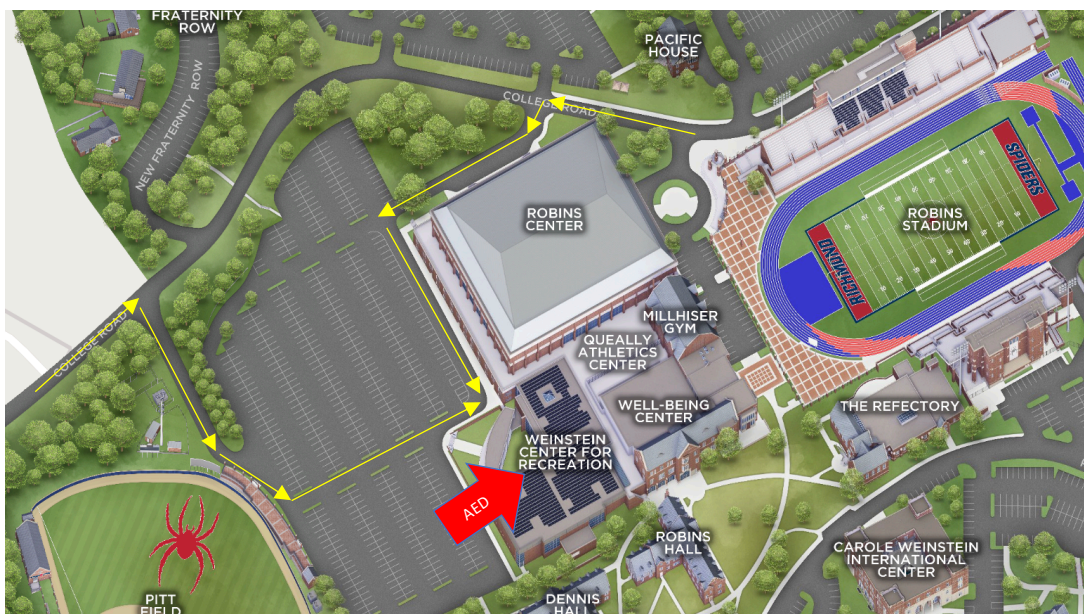 FRATERNITY
ROW
NEW FRATERNITY ROW
PACIFIC
HOUSE
COLLEGE ROAD
ROBINS
CENTER
SPIDERS
ROBINS
STADIUM
RICHMOND
MILLHISER
GYM
QUEALLY
ATHLETICS
CENTER
COLLEGE ROAD
WELL-BEING
CENTER
THE REFECTORY
WEINSTEIN
CENTER FOR
RECREATION
AED
ROBINS
HALL
CAROLE WEINSTEIN
INTERNATIONAL
CENTER
PITT
FIELD
DENNIS
HALL